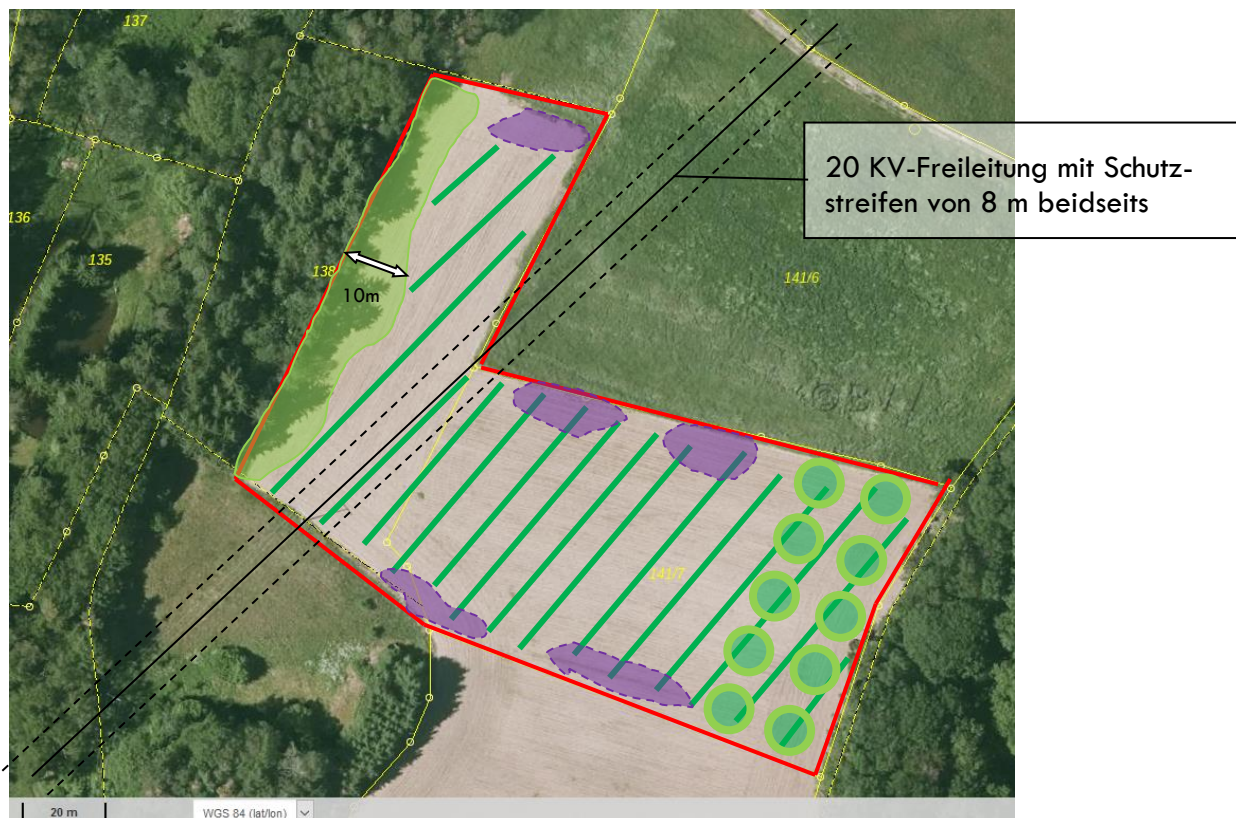 137
20 KV-Freileitung mit Schutz-
streifen von 8 m beidseits
136
135
138
141/6
10m
141/7
20 m
WGS 84 (lat/lon)